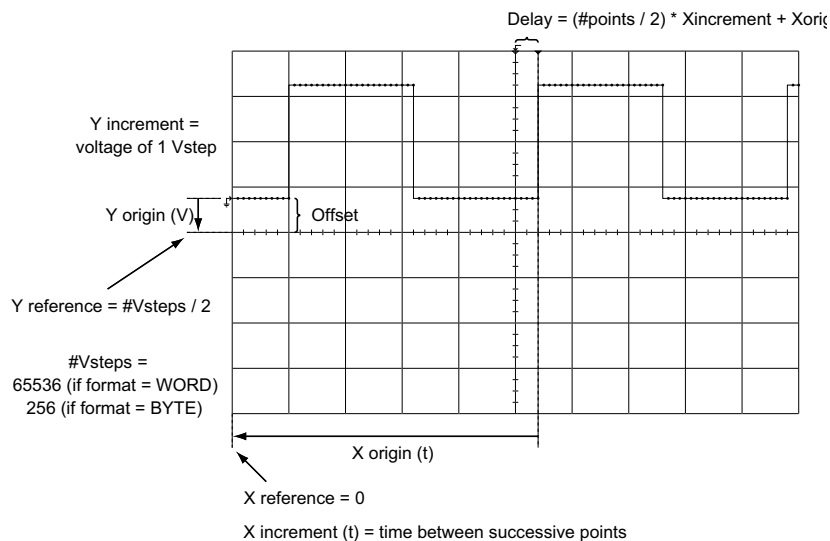 Delay = (#points / 2) * Xincrement + Xorig
Y increment =
voltage of 1 Vstep
Y origin (V)
Offset
Y reference = #Vsteps / 2
#Vsteps =
65536 (if format = WORD)
256 (if format = BYTE)
X origin (t)
X reference = 0
X increment (t) = time between successive points